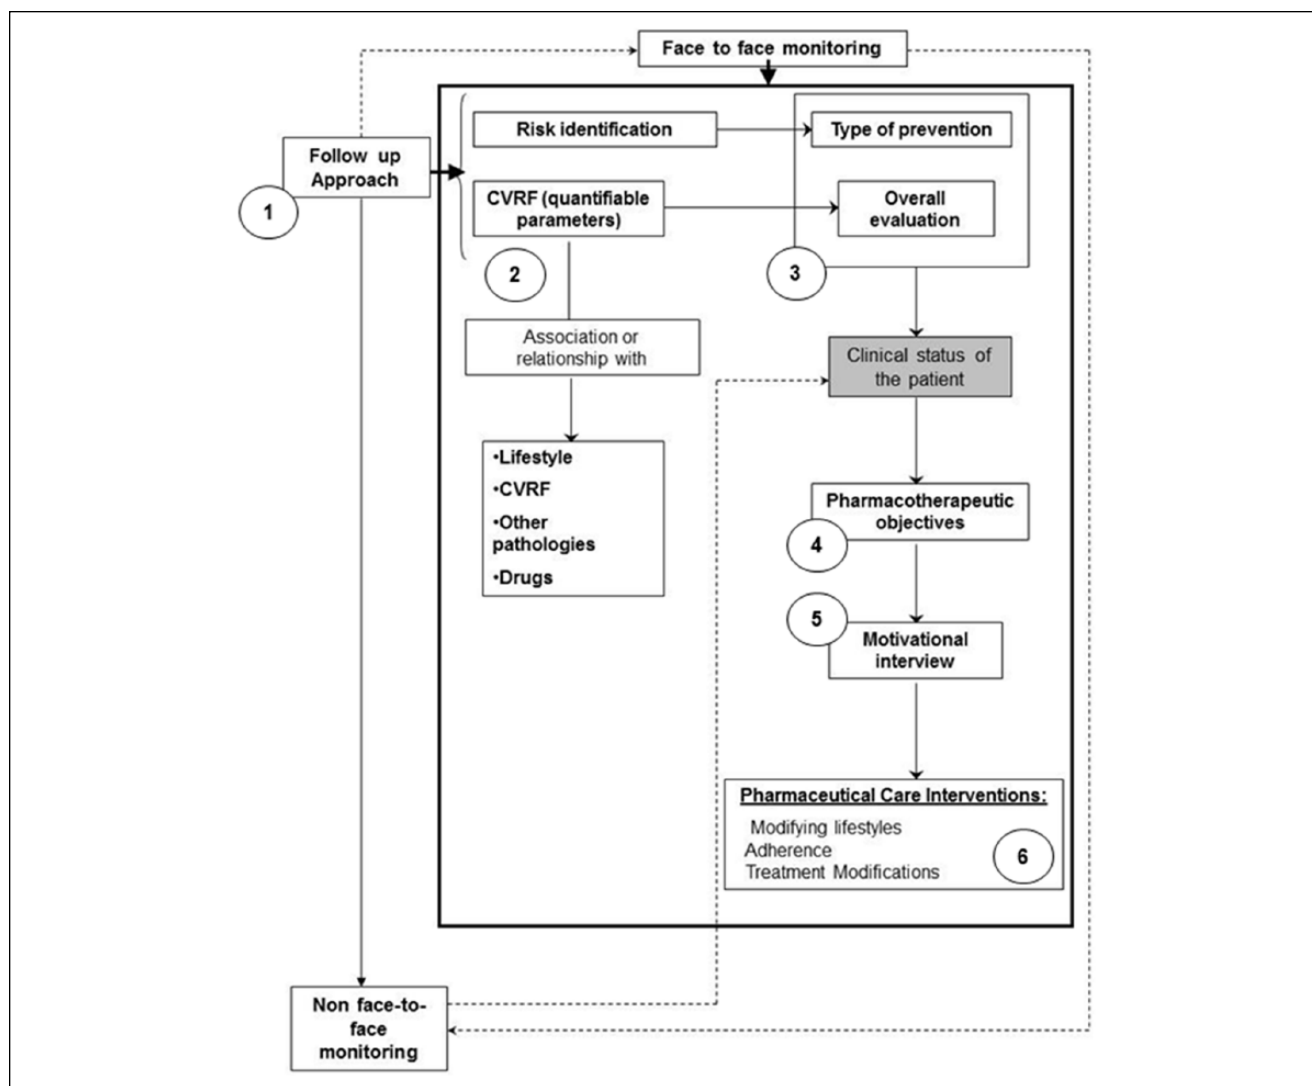 Face to face monitoring
Risk identification
Type of prevention
Follow up
Approach
1
CVRF (quantifiable
parameters)
Overall
evaluation
2
3
Association or
relationship with
Clinical status of
the patient
•Lifestyle
•CVRF
•Other
pathologies
•Drugs
Pharmacotherapeutic
objectives
4
5
Motivational
interview
Pharmaceutical Care Interventions:
Modifying lifestyles
Adherence
Treatment Modifications
6
Non face-to-
face
monitoring